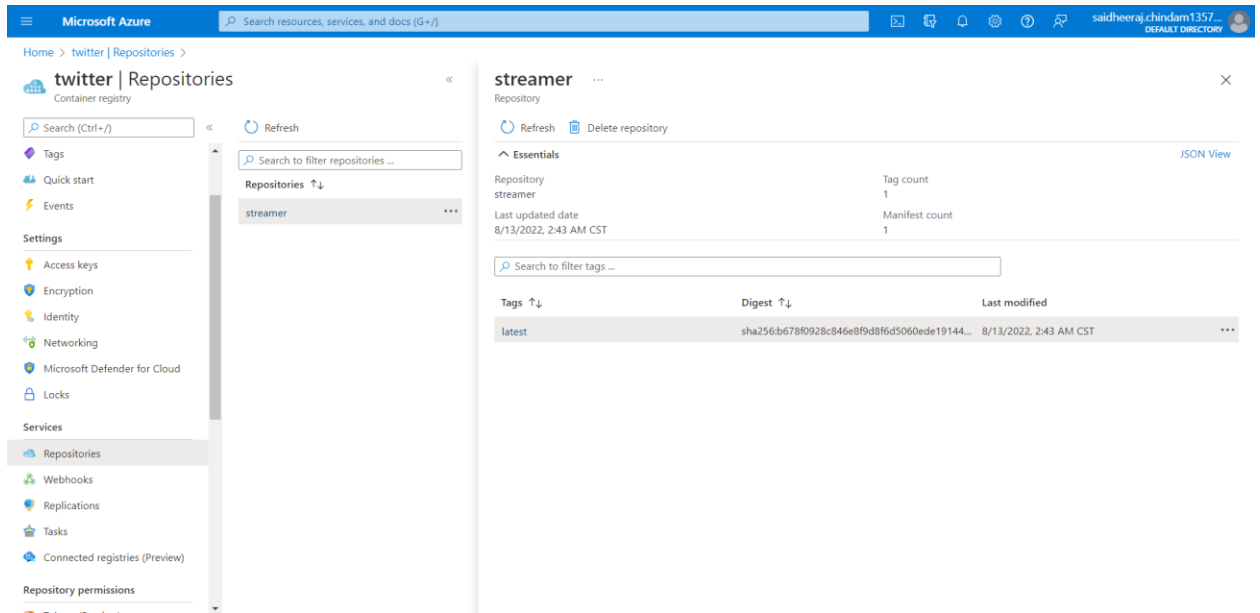 Microsoft Azure
Search resources, services, and docs (G+/)
saidheeraj.chindam1357...
DEFAULT DIRECTORY
Home > twitter | Repositories >
twitter | Repositories
Container registry
«
Search (Ctrl+/)
«
Tags
Quick start
Events
Settings
Access keys
Encryption
Identity
Networking
Microsoft Defender for Cloud
Locks
Services
Repositories
Webhooks
Replications
Tasks
Connected registries (Preview)
Repository permissions
Refresh
Search to filter repositories ...
Repositories ↑↓
streamer ...
streamer ...
Repository
Refresh Delete repository
Essentials JSON View
Repository Tag count
streamer 1
Last updated date Manifest count
8/13/2022, 2:43 AM CST 1
Search to filter tags ...
Tags ↑↓ Digest ↑↓ Last modified
latest sha256:b678f0928c846e8f9d8f6d5060ede19144... 8/13/2022, 2:43 AM CST ...